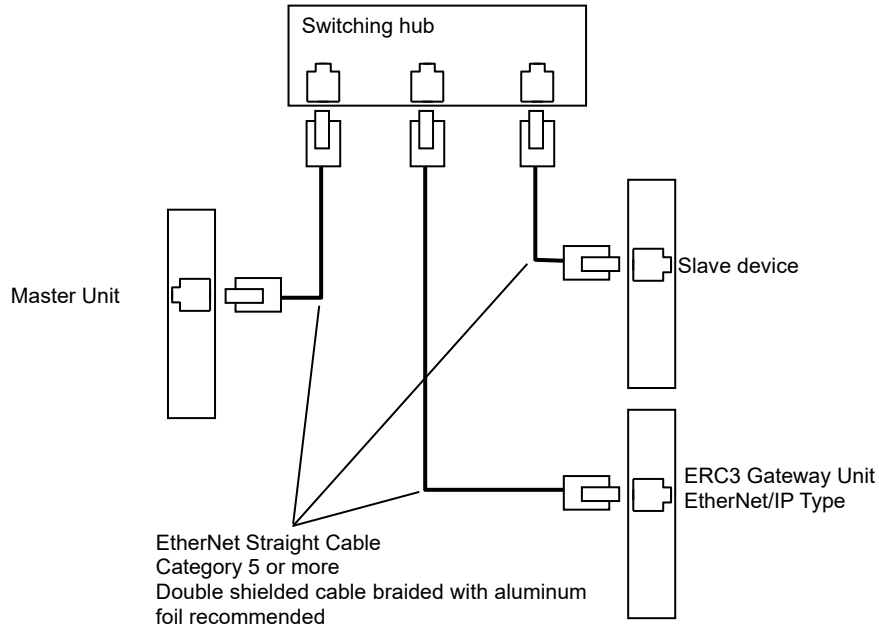 Switching hub
Master Unit
Slave device
ERC3 Gateway Unit
EtherNet/IP Type
EtherNet Straight Cable
Category 5 or more
Double shielded cable braided with aluminum
foil recommended